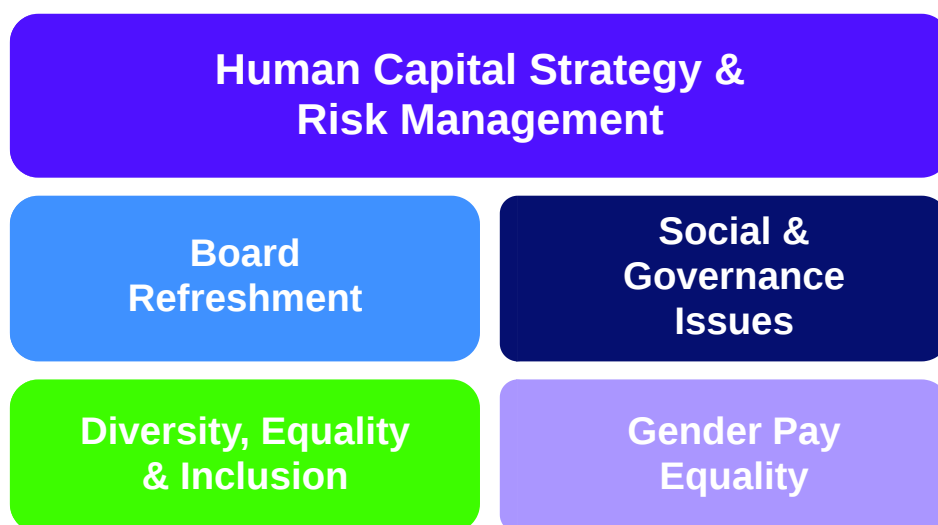 Human Capital Strategy &
Risk Management
Board
Refreshment
Social &
Governance
Issues
Diversity, Equality
& Inclusion
Gender Pay
Equality